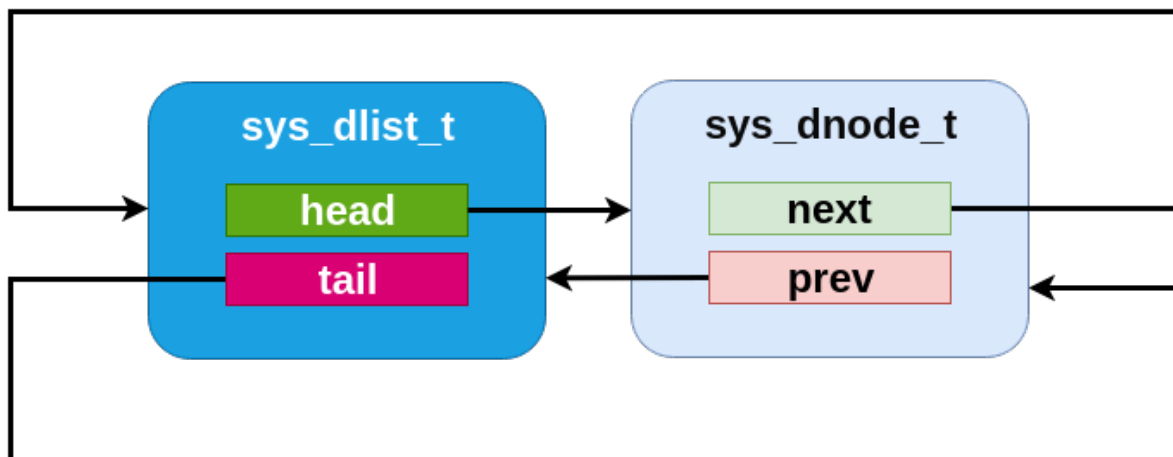 sys_dlist_t
head
tail
sys_dnode_t
next
prev